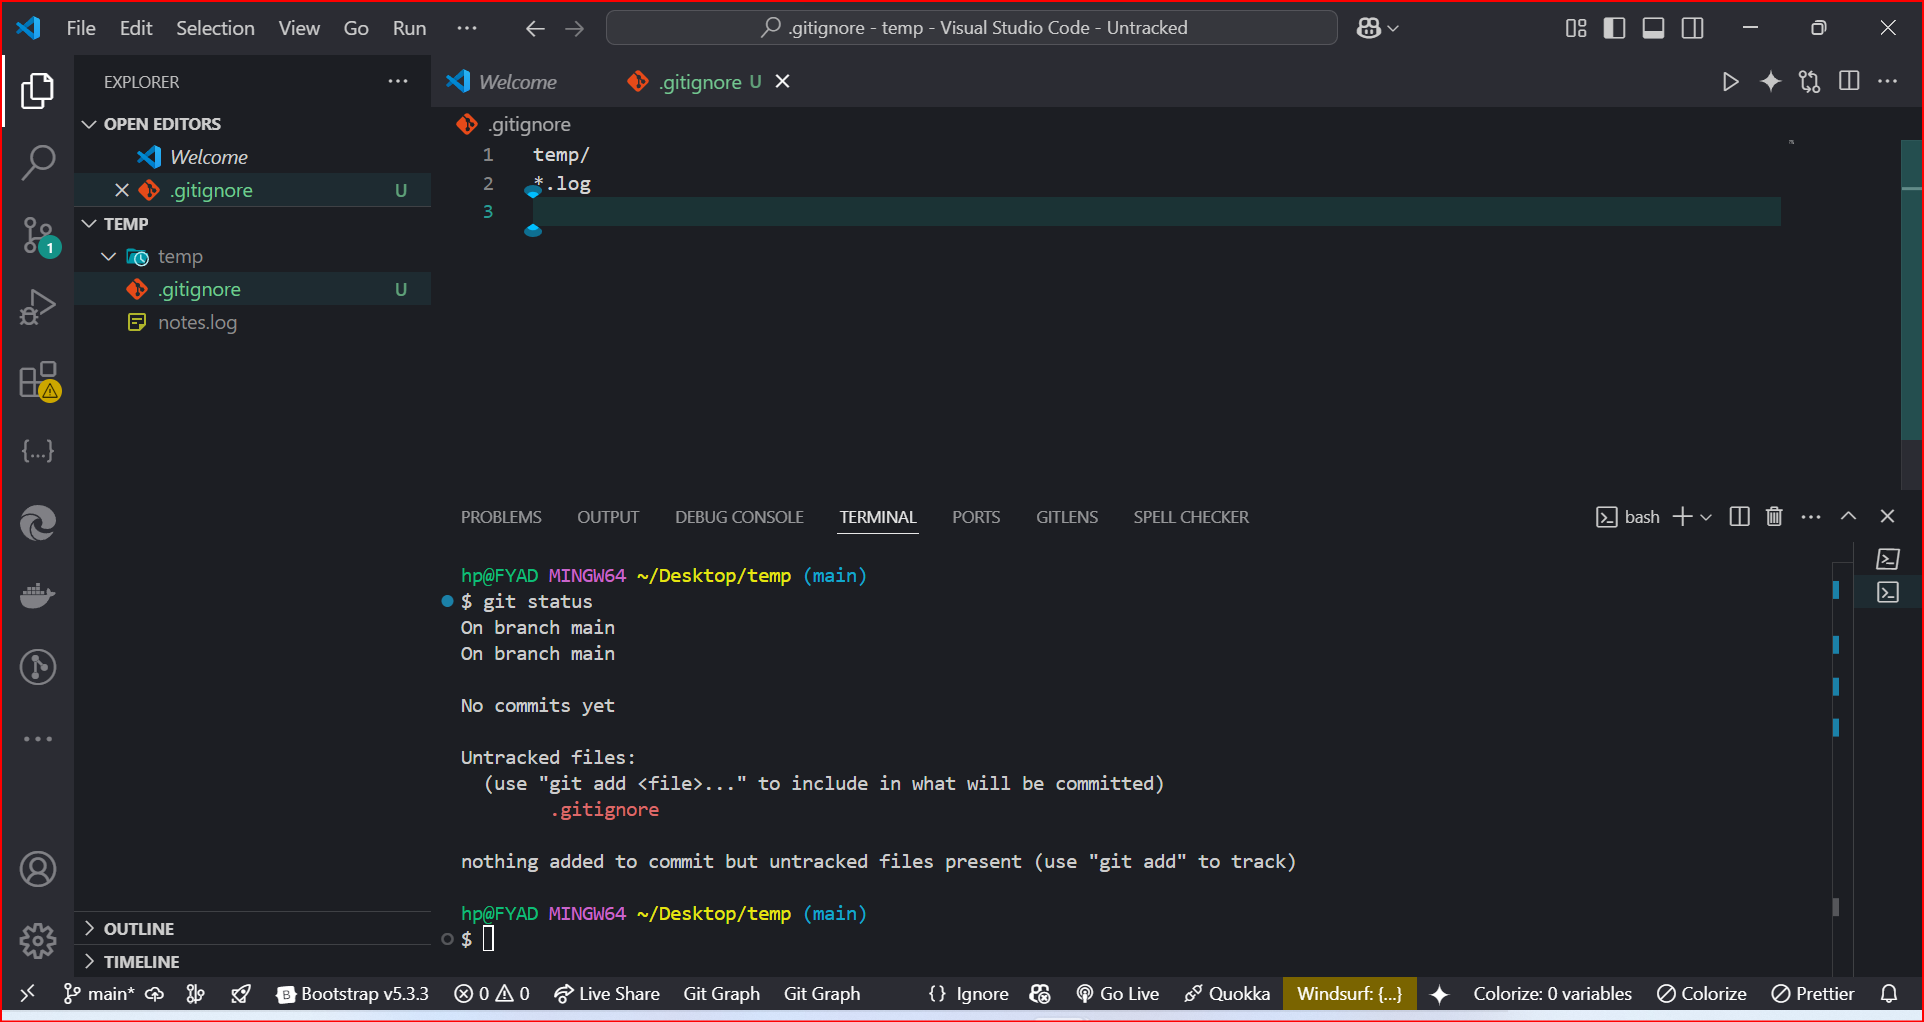 File Edit Selection View Go Run ··· .gitignore - temp - Visual Studio Code - Untracked
EXPLORER
OPEN EDITORS
Welcome
.gitignore U
TEMP
temp
.gitignore U
notes.log
OUTLINE
TIMELINE
1
Welcome .gitignore U
.gitignore
1 temp/
2 *.log
3
PROBLEMS OUTPUT DEBUG CONSOLE TERMINAL PORTS GITLENS SPELL CHECKER bash
hp@FYAD MINGW64 ~/Desktop/temp (main)
$ git status
On branch main
On branch main
No commits yet
Untracked files:
(use "git add <file>..." to include in what will be committed)
.gitignore
nothing added to commit but untracked files present (use "git add" to track)
hp@FYAD MINGW64 ~/Desktop/temp (main)
$
main* Bootstrap v5.3.3 0 0 Live Share Git Graph Git Graph {} Ignore Go Live Quokka Windsurf: {...} Colorize: 0 variables Colorize Prettier